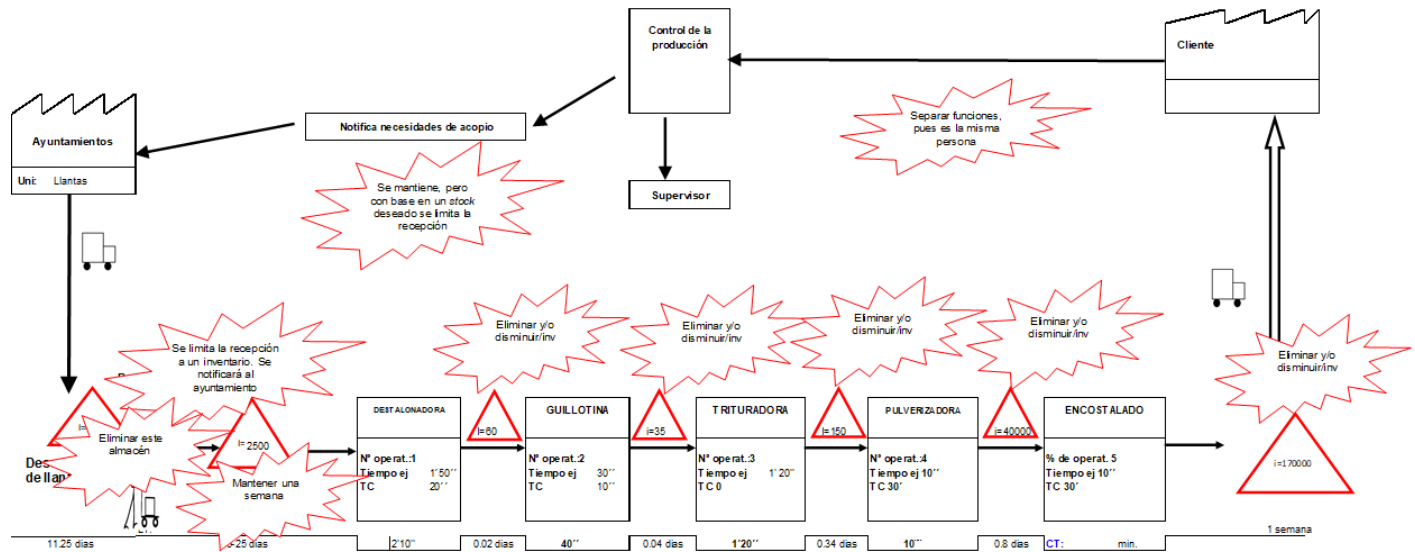 Control de la
producción
Cliente
Separar funciones,
pues es la misma
persona
Notifica necesidades de acopio
Ayuntamientos
Uni: Llantas
Se mantiene, pero
con base en un stock
deseado se limita la
recepción
Supervisor
Se limita la recepción
a un inventario. Se
notificará al
ayuntamiento
Eliminar y/o
disminuir/inv
Eliminar y/o
disminuir/inv
Eliminar y/o
disminuir/inv
Eliminar y/o
disminuir/inv
Eliminar y/o
disminuir/inv
Eliminar este
almacén
I=2500
Mantener una
semana
DESTALONADORA
Nº operat.:1
Tiempo ej 1´50´´
TC 20´´
I=60
GUILLOTINA
Nº operat.:2
Tiempo ej 30´´
TC 10´´
i=35
TRITURADORA
Nº operat.:3
Tiempo ej 1´20´´
TC 0
I=150
PULVERIZADORA
Nº operat.:4
Tiempo ej 10´´
TC 30´
i=40000
ENCOSTALADO
% de operat. 5
Tiempo ej 10´´
TC 30´
i=170000
11.25 días
25 días
2'10''
0.02 días
40´´
0.04 días
1'20´´
0.34 días
10´´
0.8 días
CT: min.
1 semana